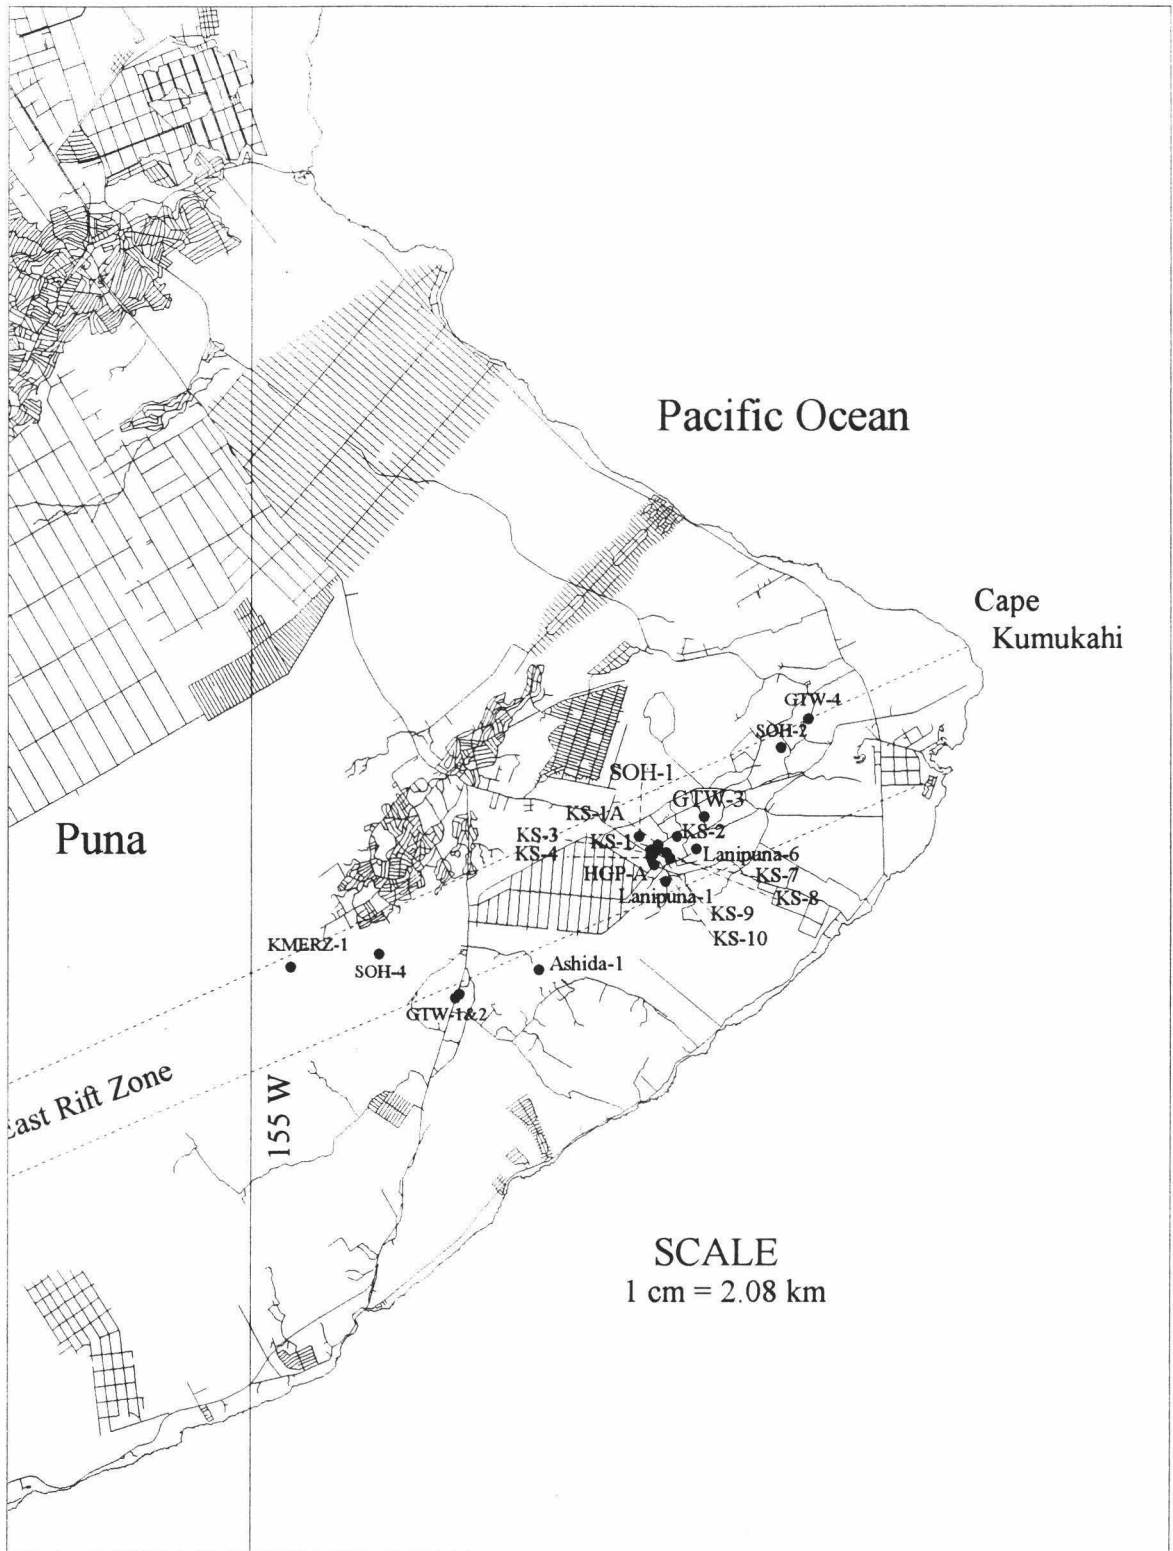 Pacific Ocean
Cape
Kumukahi
GTW-4
SOH-2
SOH-1
GTW-3
KS-1A
KS-3
KS-1
KS-2
KS-4
Lanipuna-6
HGP-A
KS-7
Lanipuna-1
KS-8
KS-9
KS-10
Puna
KMERZ-1
SOH-4
Ashida-1
GTW-1&2
East Rift Zone
155 W
SCALE
1 cm = 2.08 km